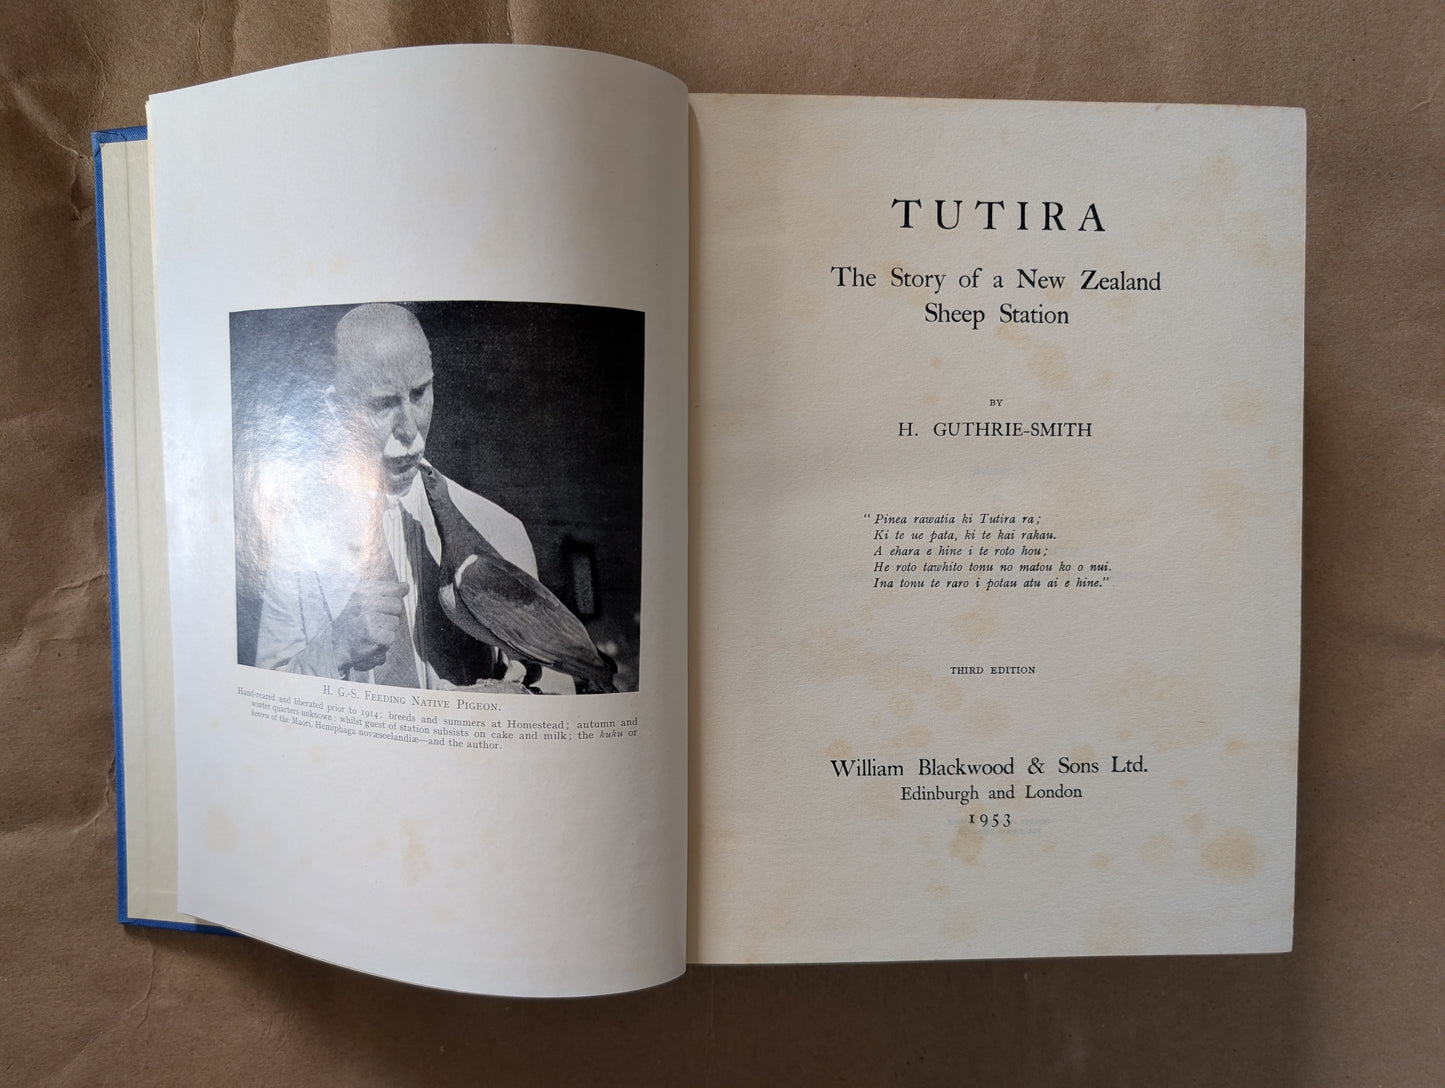 H. G.-S. FEEDING NATIVE PIGEON.
Hand-reared and liberated prior to 1914; breeds and summers at Homestead; autumn and
winter quarters unknown; whilst guest of station subsists on cake and milk; the kuku or
kereru of the Maori, Hemiphaga novæseelandiæ—and the author.
TUTIRA
The Story of a New Zealand
Sheep Station
BY
H. GUTHRIE-SMITH
" Pinea rawatia ki Tutira ra;
Ki te ue pata, ki te kai rakau.
A ehara e hine i te roto hou;
He roto tawhito tonu no matou ko o nui.
Ina tonu te raro i potau atu ai e hine."
THIRD EDITION
William Blackwood & Sons Ltd.
Edinburgh and London
1953